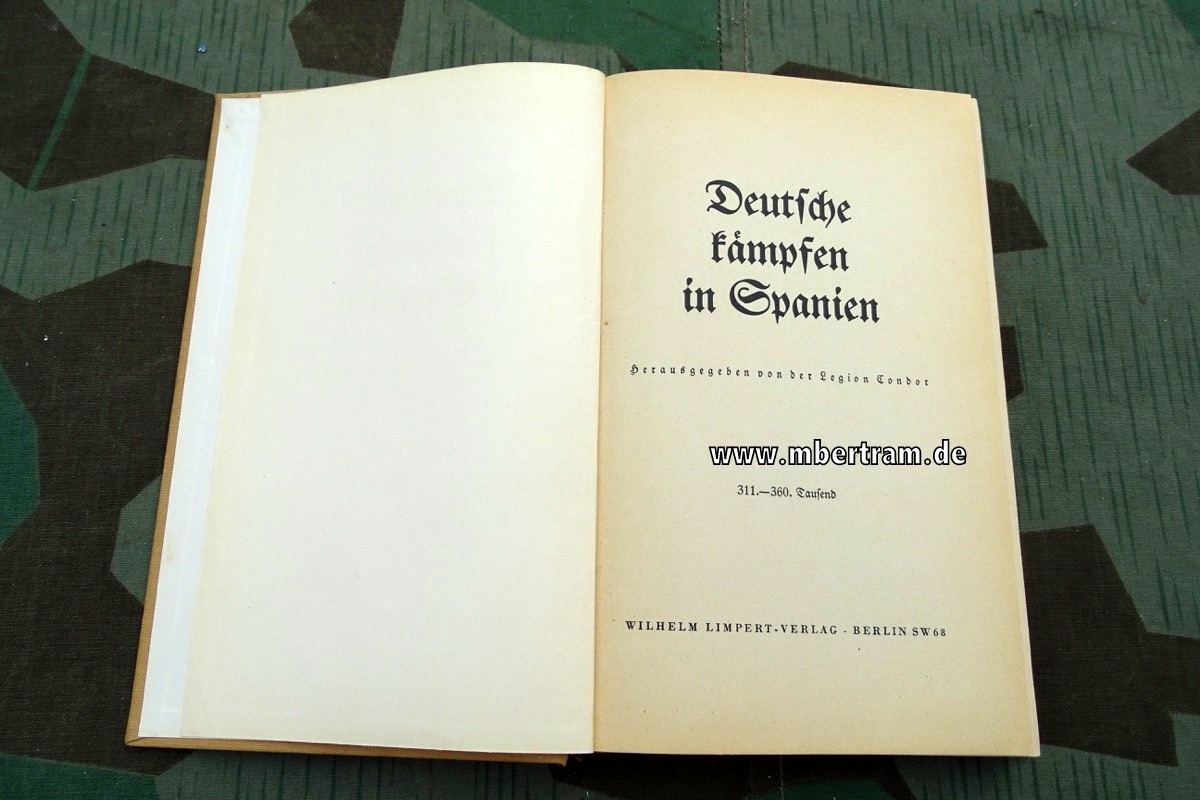 Deutſche
kämpfen
in Spanien
Herausgegeben von der Legion Condor
www.mbertram.de
311.—360. Tauſend
WILHELM LIMPERT-VERLAG · BERLIN SW68